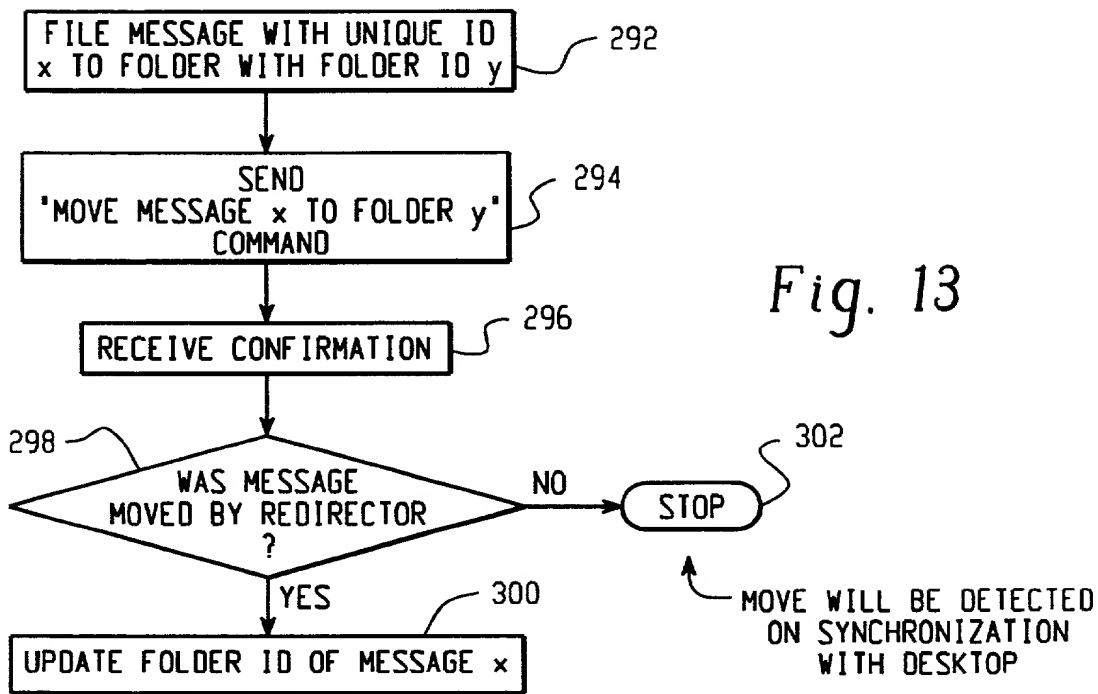 FILE MESSAGE WITH UNIQUE ID
x TO FOLDER WITH FOLDER ID y
292
SEND
"MOVE MESSAGE x TO FOLDER y"
COMMAND
294
Fig. 13
RECEIVE CONFIRMATION
296
298
WAS MESSAGE
MOVED BY REDIRECTOR
?
NO
STOP
302
YES
300
MOVE WILL BE DETECTED
ON SYNCHRONIZATION
WITH DESKTOP
UPDATE FOLDER ID OF MESSAGE x